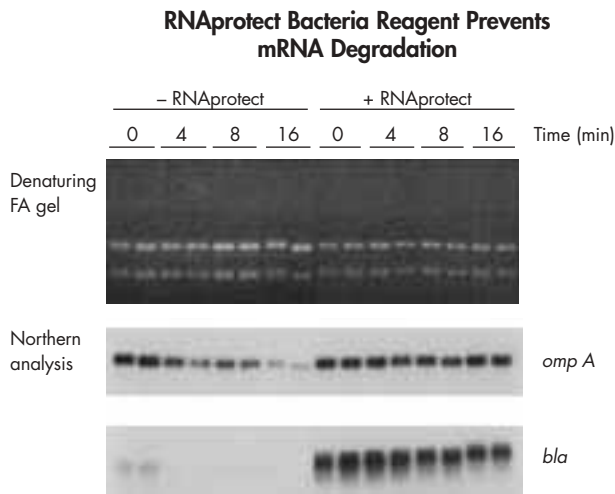 RNAprotect Bacteria Reagent Prevents
mRNA Degradation
– RNAprotect + RNAprotect
0 4 8 16 0 4 8 16 Time (min)
Denaturing
FA gel
Northern
analysis
omp A
bla